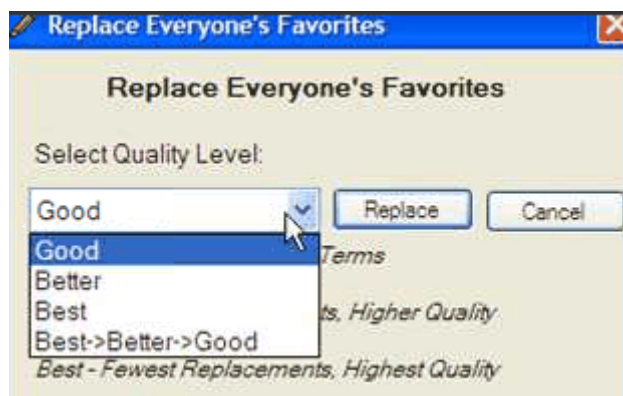 Replace Everyone's Favorites
Replace Everyone's Favorites
Select Quality Level:
Good Replace Cancel
Good Terms
Better
Best Higher Quality
Best->Better->Good
Best - Fewest Replacements, Highest Quality